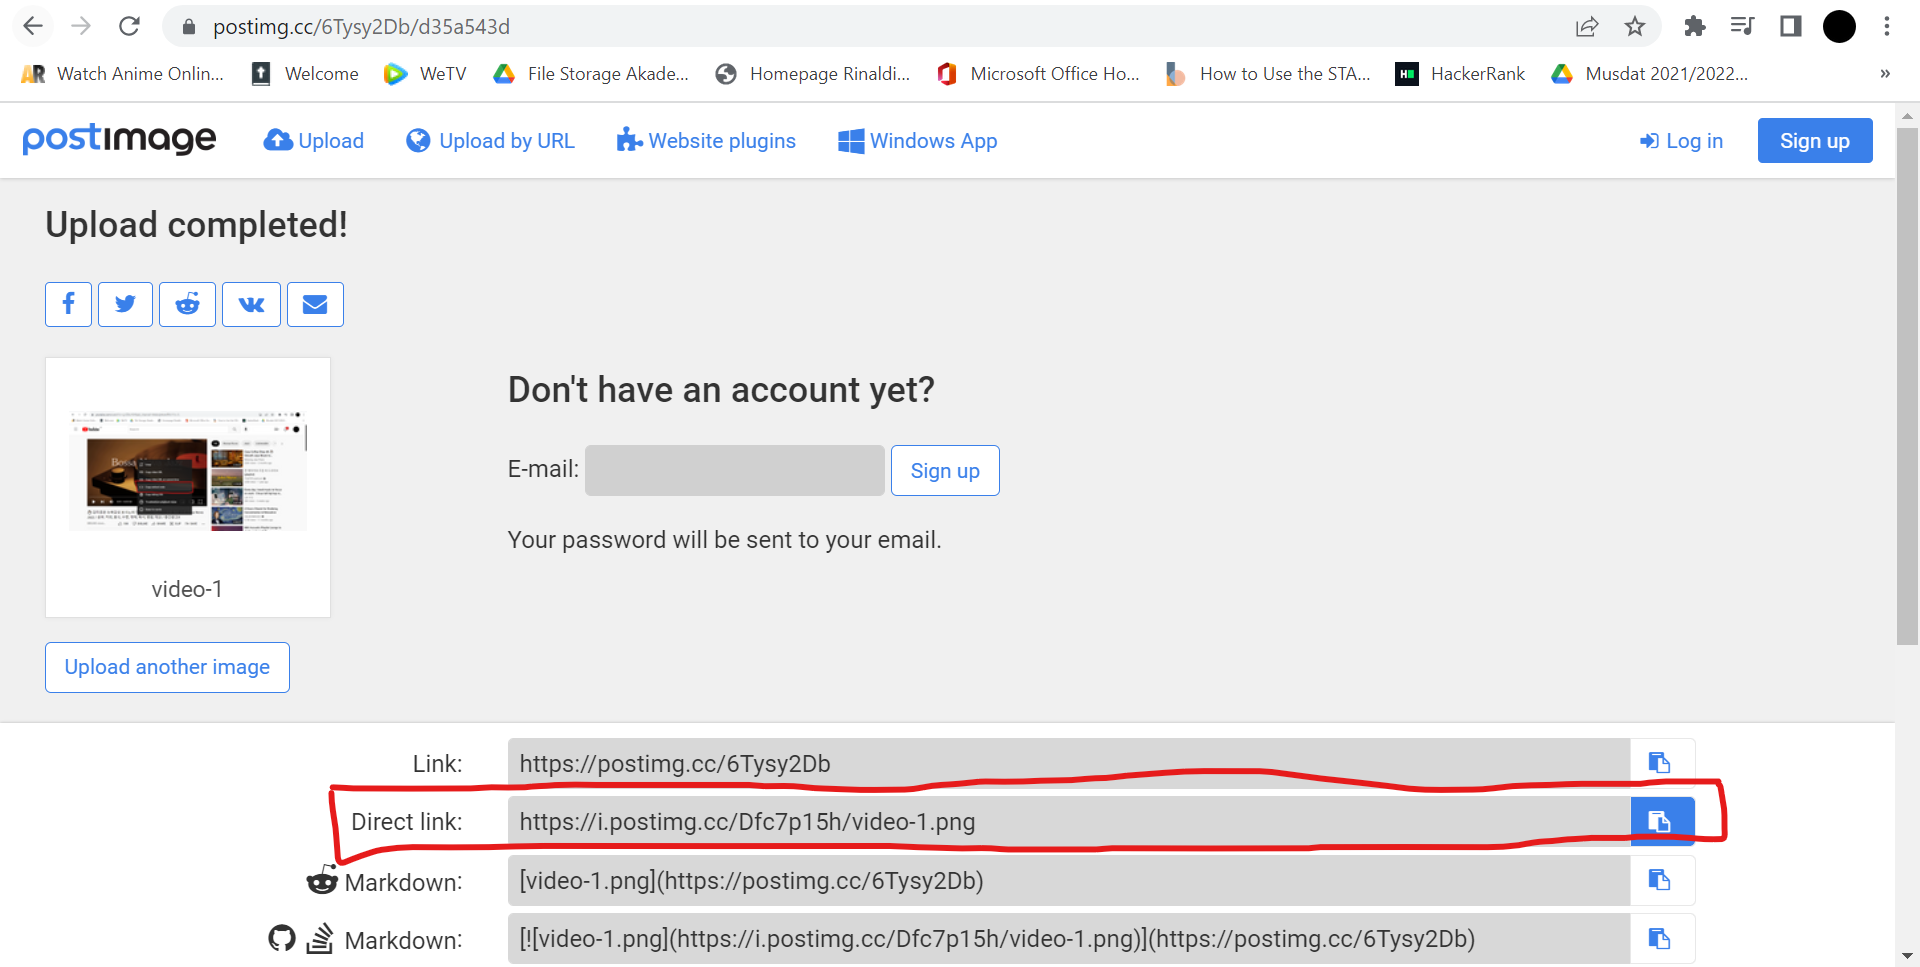 postimg.cc/6Tysy2Db/d35a543d
Watch Anime Onlin... Welcome WeTV File Storage Akade... Homepage Rinaldi... Microsoft Office Ho... How to Use the STA... HackerRank Musdat 2021/2022... »
postimage Upload Upload by URL Website plugins Windows App Log in Sign up
Upload completed!
Don't have an account yet?
E-mail: Sign up
Your password will be sent to your email.
video-1
Upload another image
Link: https://postimg.cc/6Tysy2Db
Direct link: https://i.postimg.cc/Dfc7p15h/video-1.png
Markdown: [video-1.png](https://postimg.cc/6Tysy2Db)
Markdown: [![video-1.png](https://i.postimg.cc/Dfc7p15h/video-1.png)](https://postimg.cc/6Tysy2Db)